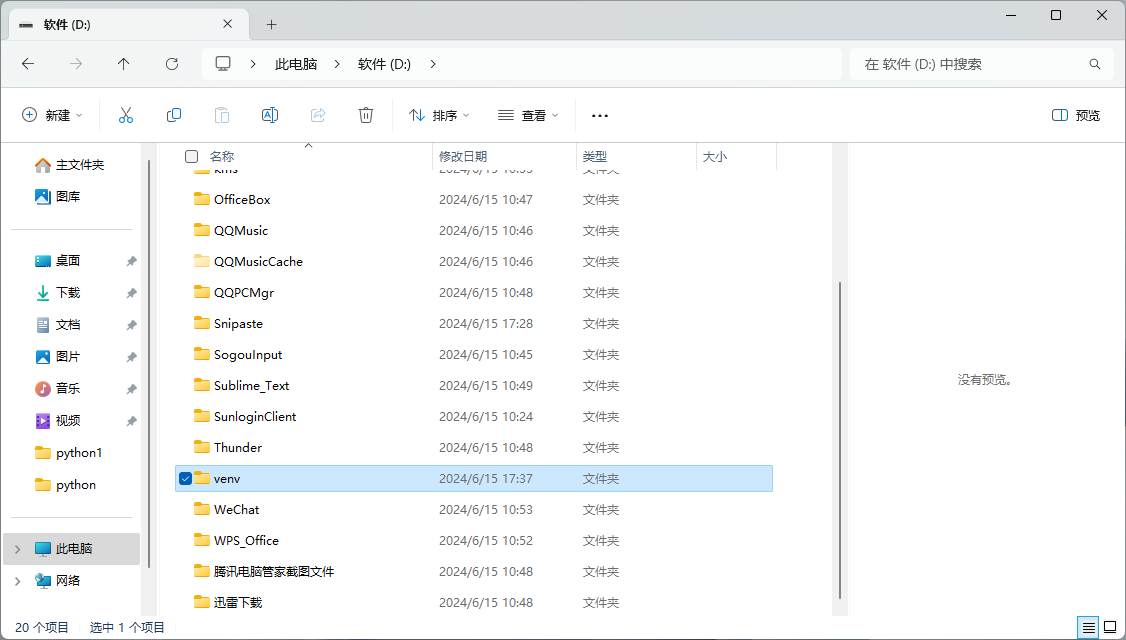 软件 (D:)
此电脑 软件 (D:)
在 软件 (D:) 中搜索
新建 排序 查看 ... 预览
名称 修改日期 类型 大小
主文件夹
图库
桌面
下载
文档
图片
音乐
视频
python1
python
此电脑
网络
OfficeBox 2024/6/15 10:47 文件夹
QQMusic 2024/6/15 10:46 文件夹
QQMusicCache 2024/6/15 10:46 文件夹
QQPCMgr 2024/6/15 10:48 文件夹
Snipaste 2024/6/15 17:28 文件夹
SogouInput 2024/6/15 10:45 文件夹
Sublime_Text 2024/6/15 10:49 文件夹
SunloginClient 2024/6/15 10:24 文件夹
Thunder 2024/6/15 10:48 文件夹
venv 2024/6/15 17:37 文件夹
WeChat 2024/6/15 10:53 文件夹
WPS_Office 2024/6/15 10:52 文件夹
腾讯电脑管家截图文件 2024/6/15 10:48 文件夹
迅雷下载 2024/6/15 10:48 文件夹
没有预览。
20 个项目 选中 1 个项目